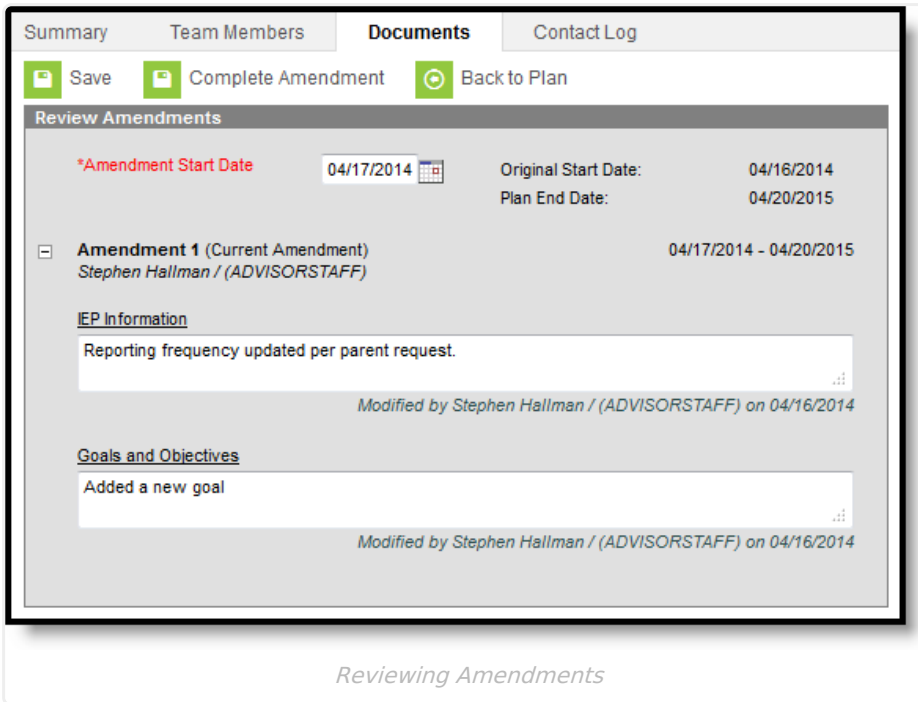 Summary Team Members Documents Contact Log
Save Complete Amendment Back to Plan
Review Amendments
*Amendment Start Date 04/17/2014 Original Start Date: 04/16/2014
Plan End Date: 04/20/2015
Amendment 1 (Current Amendment) 04/17/2014 - 04/20/2015
Stephen Hallman / (ADVISORSTAFF)
IEP Information
Reporting frequency updated per parent request.
Modified by Stephen Hallman / (ADVISORSTAFF) on 04/16/2014
Goals and Objectives
Added a new goal
Modified by Stephen Hallman / (ADVISORSTAFF) on 04/16/2014
Reviewing Amendments